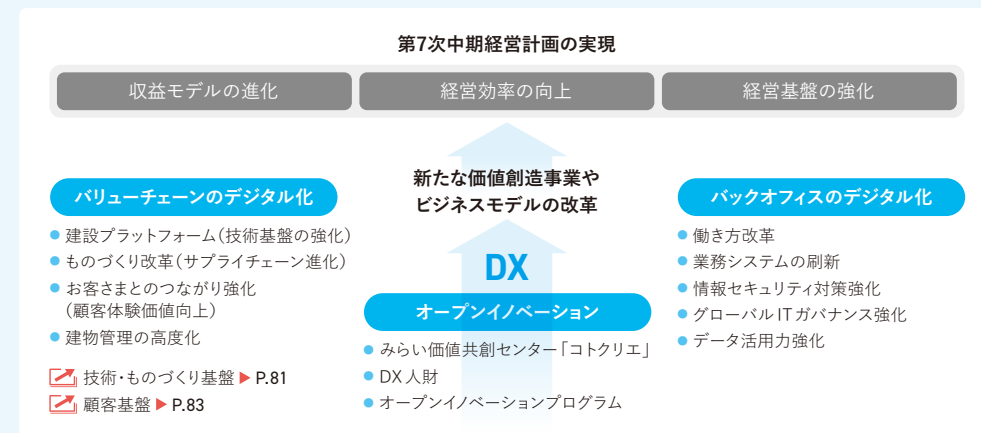 第7次中期経営計画の実現
収益モデルの進化
経営効率の向上
経営基盤の強化
新たな価値創造事業や
ビジネスモデルの改革
バリューチェーンのデジタル化
● 建設プラットフォーム(技術基盤の強化)
● ものづくり改革(サプライチェーン進化)
● お客さまとのつながり強化
(顧客体験価値向上)
● 建物管理の高度化
技術・ものづくり基盤 ▶ P.81
顧客基盤 ▶ P.83
DX
オープンイノベーション
● みらい価値共創センター「コトクリエ」
● DX人財
● オープンイノベーションプログラム
バックオフィスのデジタル化
● 働き方改革
● 業務システムの刷新
● 情報セキュリティ対策強化
● グローバルITガバナンス強化
● データ活用力強化